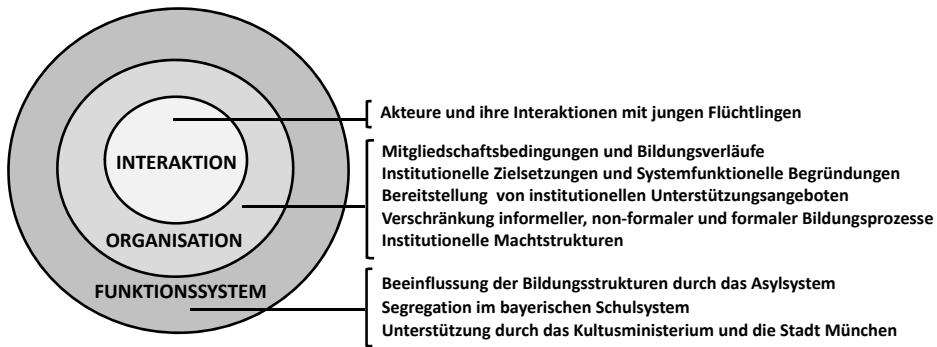 INTERAKTION
ORGANISATION
FUNKTIONSSYSTEM
Akteure und ihre Interaktionen mit jungen Flüchtlingen
Mitgliedschaftsbedingungen und Bildungsverläufe
Institutionelle Zielsetzungen und Systemfunktionelle Begründungen
Bereitstellung von institutionellen Unterstützungsangeboten
Verschränkung informeller, non-formaler und formaler Bildungsprozesse
Institutionelle Machtstrukturen
Beeinflussung der Bildungsstrukturen durch das Asylsystem
Segregation im bayerischen Schulsystem
Unterstützung durch das Kultusministerium und die Stadt München